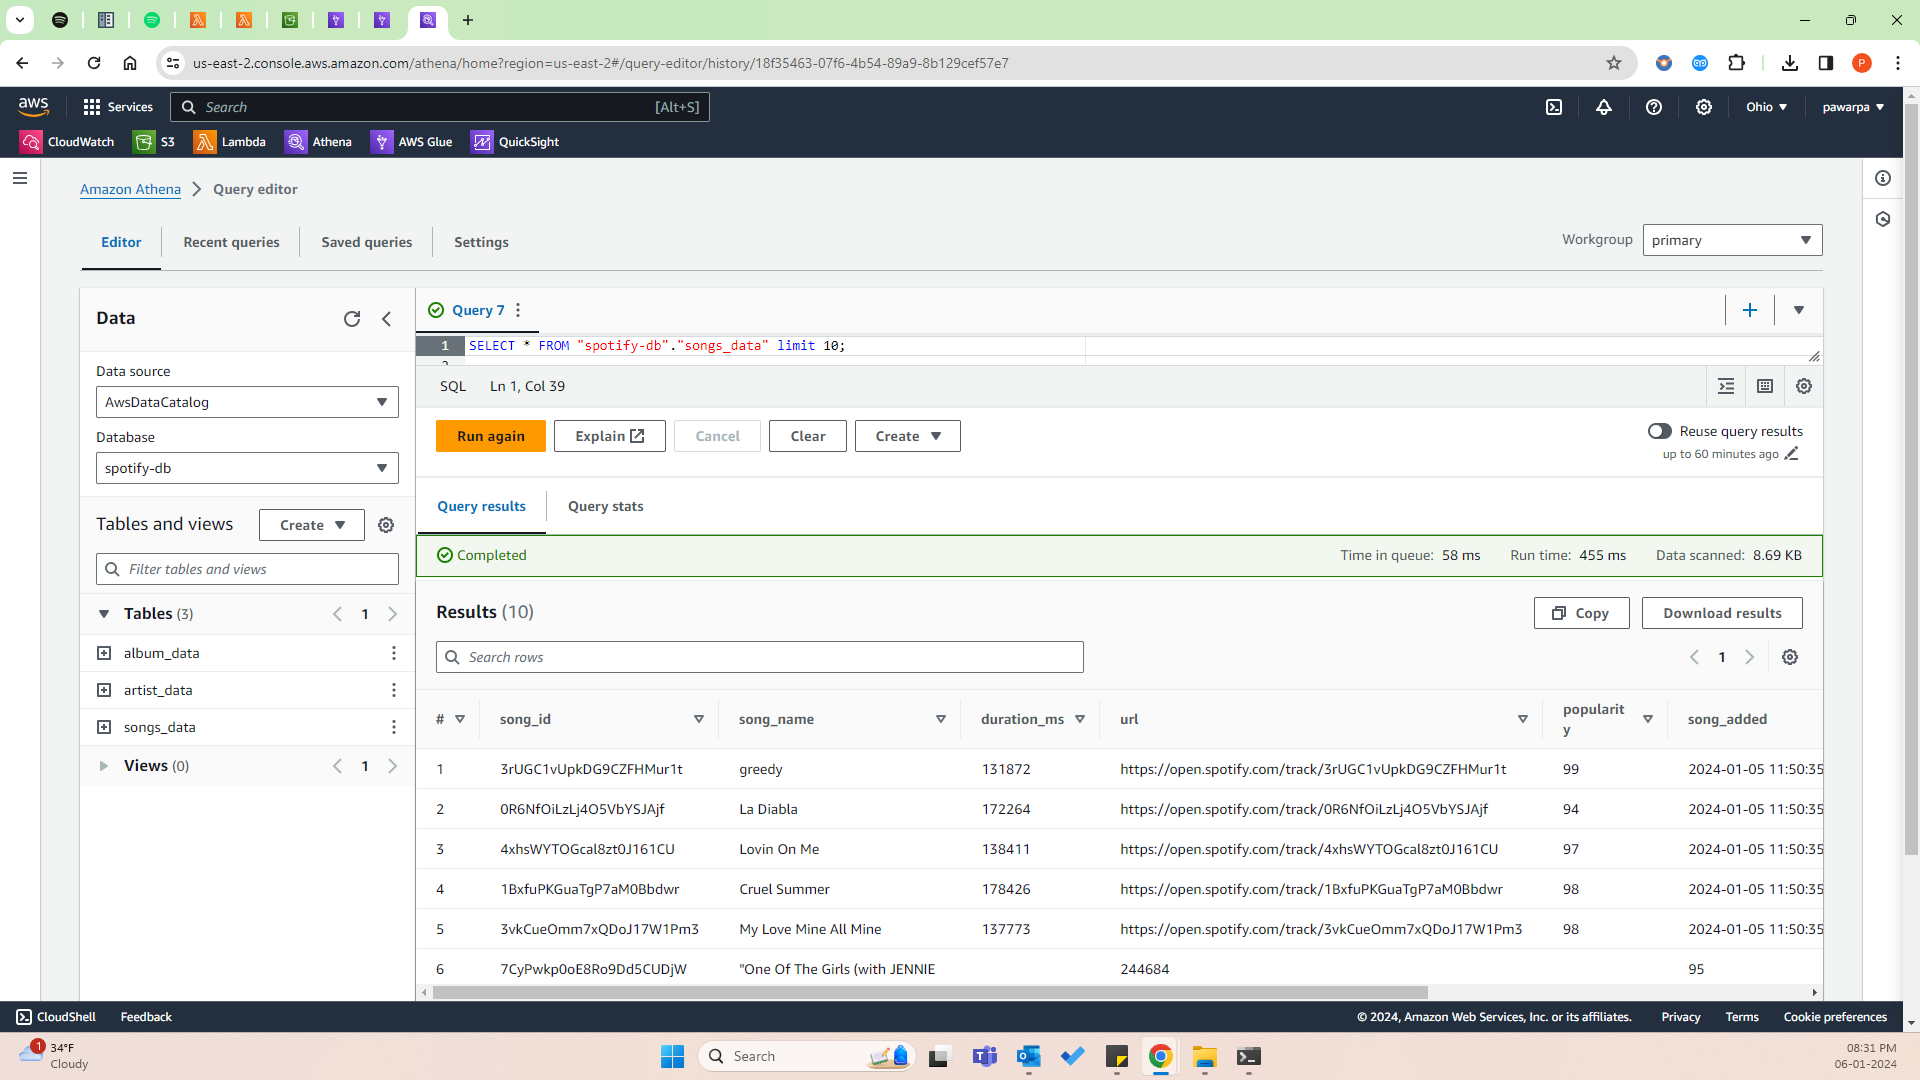 us-east-2.console.aws.amazon.com/athena/home?region=us-east-2#/query-editor/history/18f35463-07f6-4b54-89a9-8b129cef57e7
P
aws
Services
Search
[Alt+S]
Ohio
pawarpa
CloudWatch
S3
Lambda
Athena
AWS Glue
QuickSight
Amazon Athena
Query editor
Editor
Recent queries
Saved queries
Settings
Workgroup
primary
Data
Data source
AwsDataCatalog
Database
spotify-db
Tables and views
Create
Filter tables and views
Tables (3)
1
album_data
artist_data
songs_data
Views (0)
1
Query 7
1 SELECT * FROM "spotify-db"."songs_data" limit 10;
2
SQL
Ln 1, Col 39
Run again
Explain
Cancel
Clear
Create
Reuse query results
up to 60 minutes ago
Query results
Query stats
Completed
Time in queue: 58 ms
Run time: 455 ms
Data scanned: 8.69 KB
Results (10)
Copy
Download results
Search rows
1
# song_id song_name duration_ms url popularit
y song_added
1 3rUGC1vUpkDG9CZFHMur1t greedy 131872 https://open.spotify.com/track/3rUGC1vUpkDG9CZFHMur1t 99 2024-01-05 11:50:35
2 0R6NfOiLzLj4O5VbYSJAjf La Diabla 172264 https://open.spotify.com/track/0R6NfOiLzLj4O5VbYSJAjf 94 2024-01-05 11:50:35
3 4xhsWYTOGcal8zt0J161CU Lovin On Me 138411 https://open.spotify.com/track/4xhsWYTOGcal8zt0J161CU 97 2024-01-05 11:50:35
4 1BxfuPKGuaTgP7aM0Bbdwr Cruel Summer 178426 https://open.spotify.com/track/1BxfuPKGuaTgP7aM0Bbdwr 98 2024-01-05 11:50:35
5 3vkCueOmm7xQDoJ17W1Pm3 My Love Mine All Mine 137773 https://open.spotify.com/track/3vkCueOmm7xQDoJ17W1Pm3 98 2024-01-05 11:50:35
6 7CyPwkp0oE8Ro9Dd5CUDjW "One Of The Girls (with JENNIE 244684 95
CloudShell
Feedback
© 2024, Amazon Web Services, Inc. or its affiliates.
Privacy
Terms
Cookie preferences
1
34°F
Cloudy
Search
08:31 PM
06-01-2024